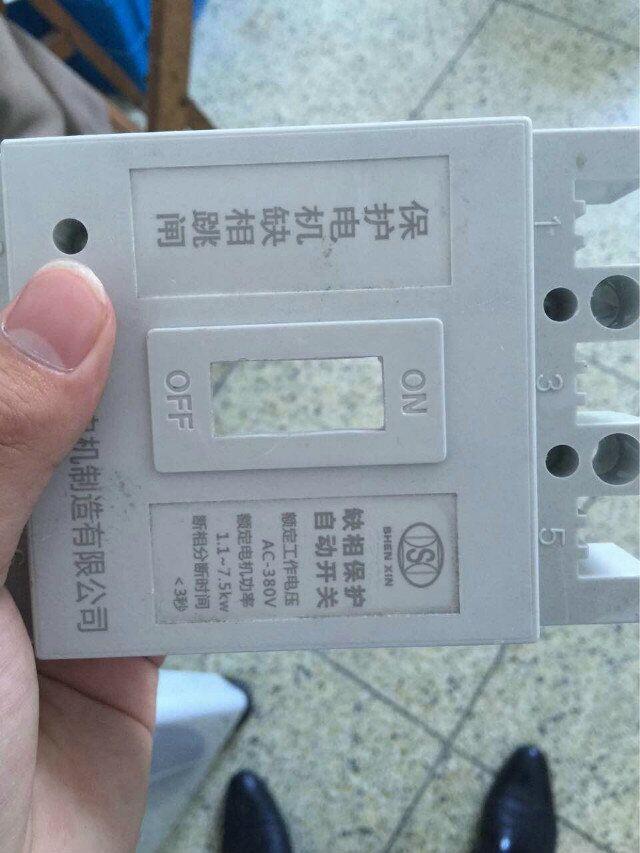 1
3
5
保护
电机
缺相
跳闸
ON
OFF
S
SHEN XIN
缺相保护
自动开关
额定工作电压
AC-380V
额定电机功率
1.1~7.5kw
断相分断时间
<3秒
机制造有限公司